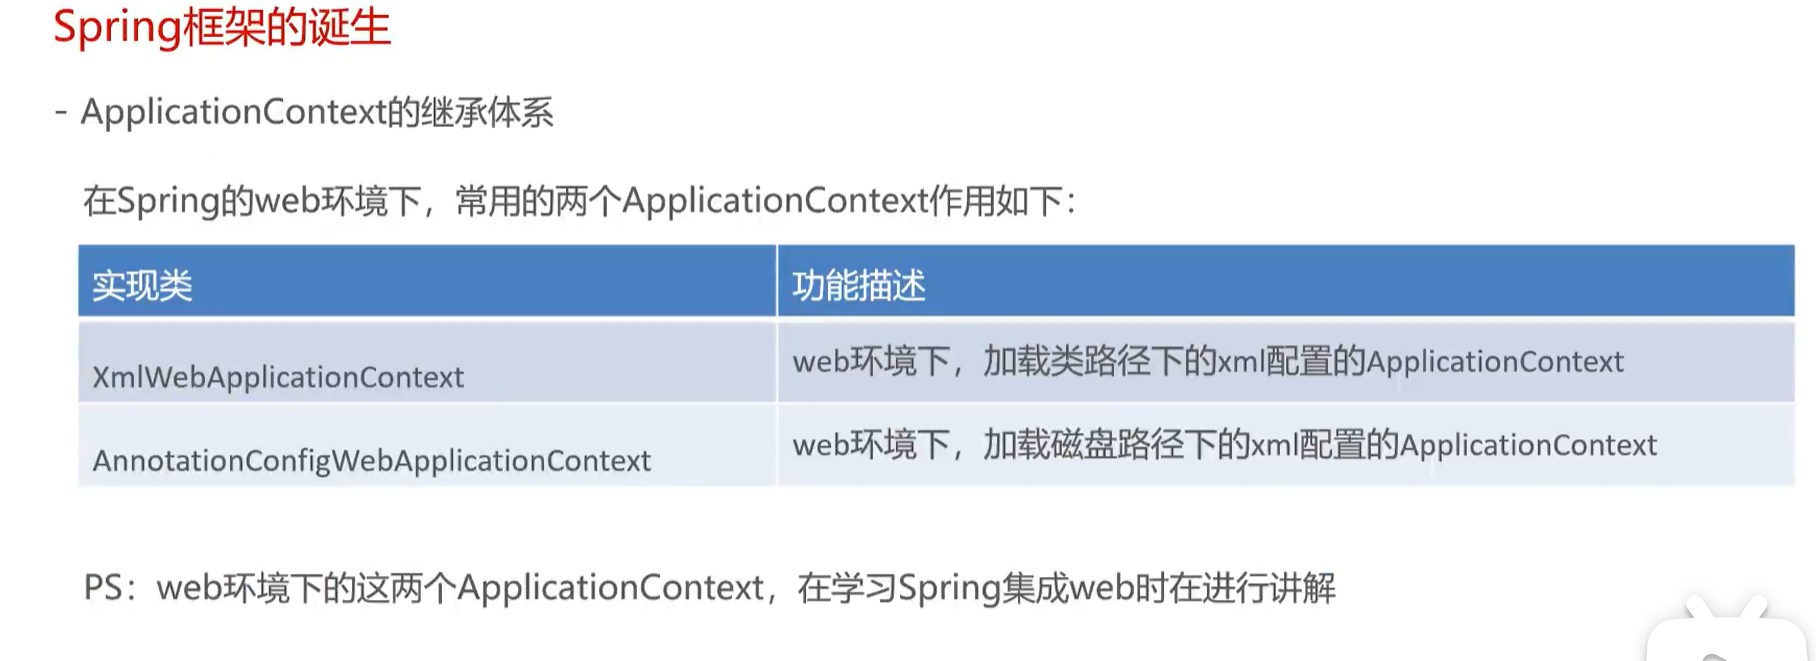 Spring框架的诞生
- ApplicationContext的继承体系
在Spring的web环境下，常用的两个ApplicationContext作用如下：
实现类 功能描述
XmlWebApplicationContext web环境下，加载类路径下的xml配置的ApplicationContext
AnnotationConfigWebApplicationContext web环境下，加载磁盘路径下的xml配置的ApplicationContext
PS：web环境下的这两个ApplicationContext，在学习Spring集成web时在进行讲解